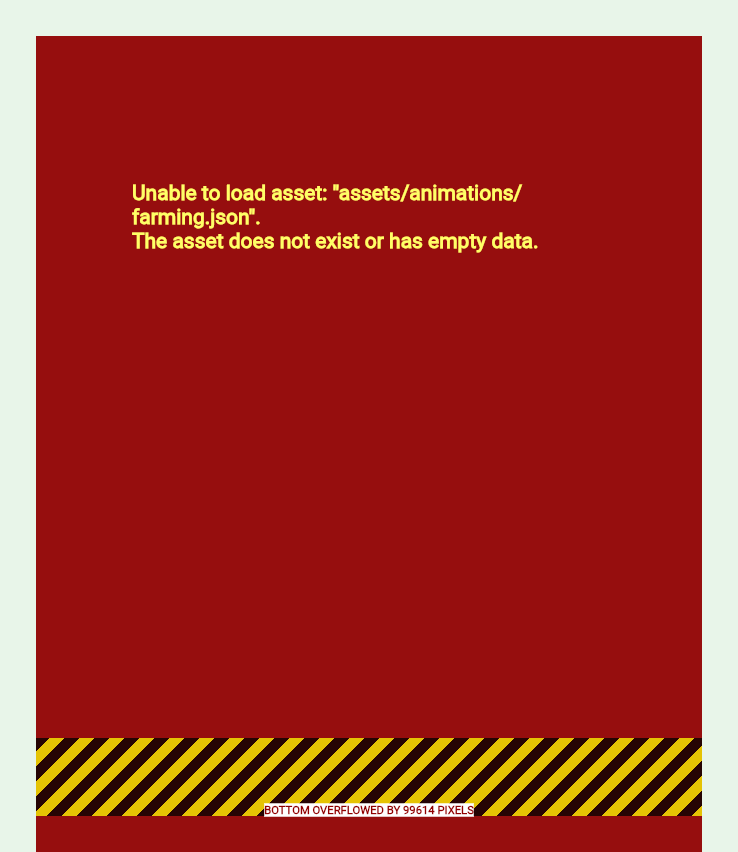 Unable to load asset: "assets/animations/
farming.json".
The asset does not exist or has empty data.
BOTTOM OVERFLOWED BY 99614 PIXELS